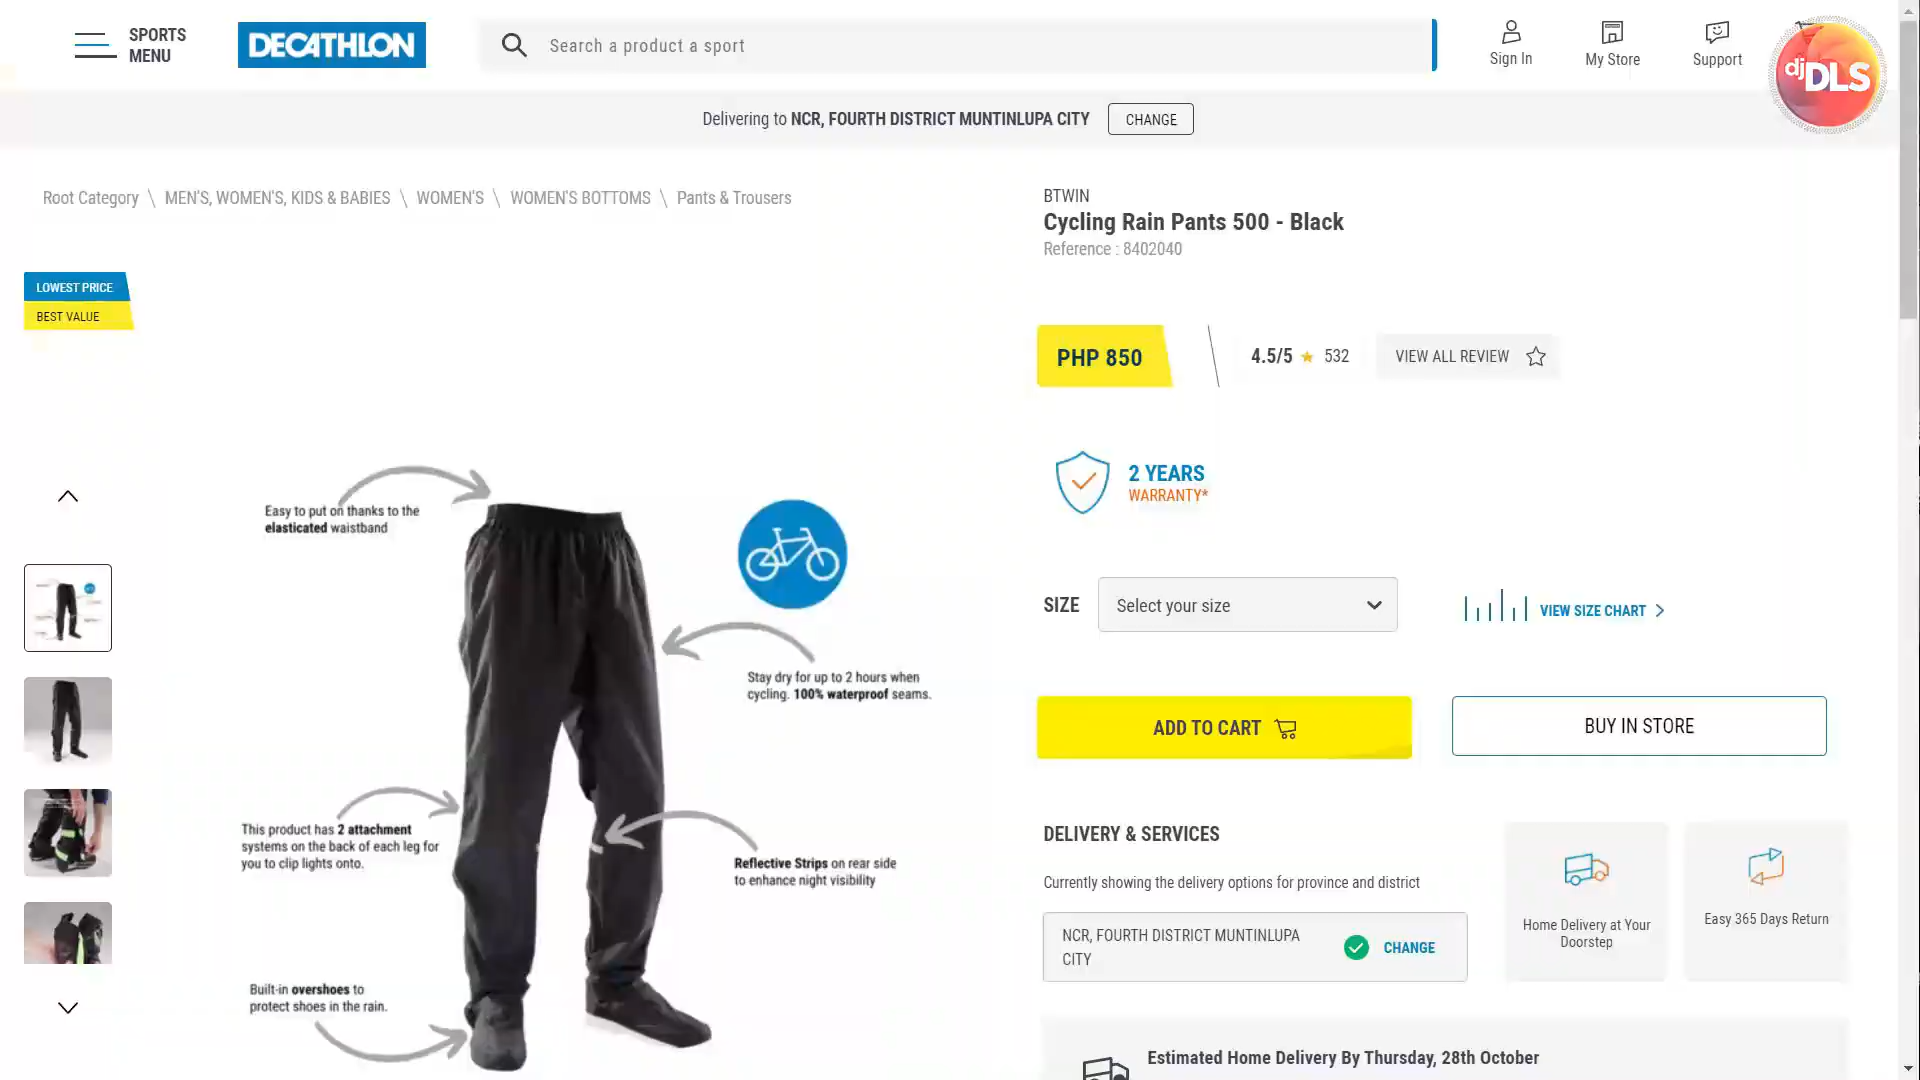 SPORTS
MENU
DECATHLON
Search a product a sport
Sign In
My Store
Support
dj DLS
Delivering to NCR, FOURTH DISTRICT MUNTINLUPA CITY
CHANGE
Root Category \ MEN'S, WOMEN'S, KIDS & BABIES \ WOMEN'S \ WOMEN'S BOTTOMS \ Pants & Trousers
BTWIN
Cycling Rain Pants 500 - Black
Reference : 8402040
LOWEST PRICE
BEST VALUE
PHP 850
4.5/5 ★ 532
VIEW ALL REVIEW
2 YEARS
WARRANTY*
Easy to put on thanks to the
elasticated waistband
SIZE
Select your size
VIEW SIZE CHART
Stay dry for up to 2 hours when
cycling. 100% waterproof seams.
ADD TO CART
BUY IN STORE
This product has 2 attachment
systems on the back of each leg for
you to clip lights onto.
Reflective Strips on rear side
to enhance night visibility
Built-in overshoes to
protect shoes in the rain.
DELIVERY & SERVICES
Currently showing the delivery options for province and district
NCR, FOURTH DISTRICT MUNTINLUPA
CITY
CHANGE
Home Delivery at Your
Doorstep
Easy 365 Days Return
Estimated Home Delivery By Thursday, 28th October